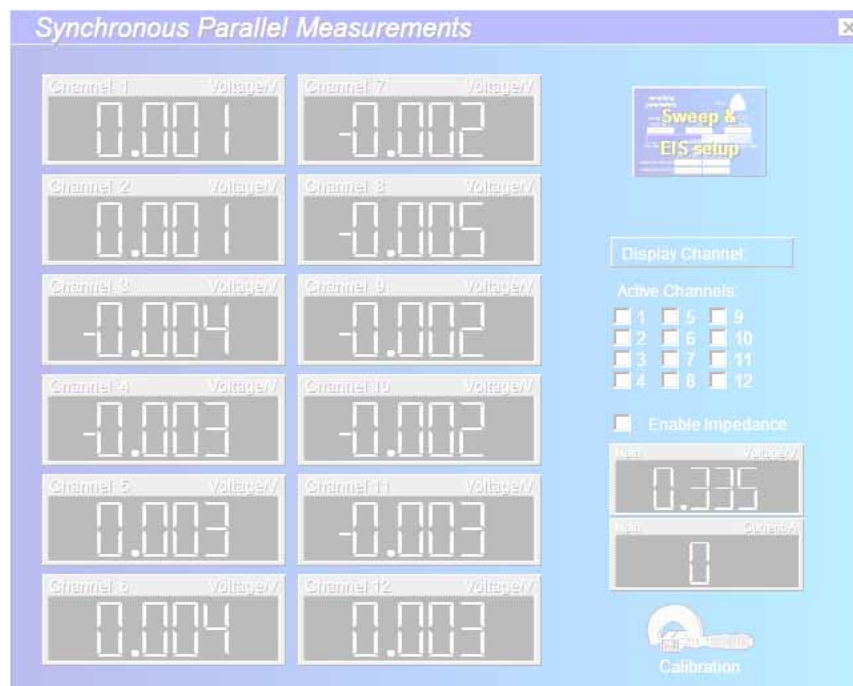 Synchronous Parallel Measurements
Channel 1 Voltage/V
0.001
Channel 2 Voltage/V
0.001
Channel 3 Voltage/V
-0.004
Channel 4 Voltage/V
-0.003
Channel 5 Voltage/V
0.003
Channel 6 Voltage/V
0.004
Channel 7 Voltage/V
-0.002
Channel 8 Voltage/V
-0.005
Channel 9 Voltage/V
-0.002
Channel 10 Voltage/V
-0.002
Channel 11 Voltage/V
-0.003
Channel 12 Voltage/V
0.003
Sweep &
EIS setup
Display Channel:
Active Channels:
1 5 9
2 6 10
3 7 11
4 8 12
Enable Impedance
Main Voltage/V
0.335
Main Current/A
0
Calibration